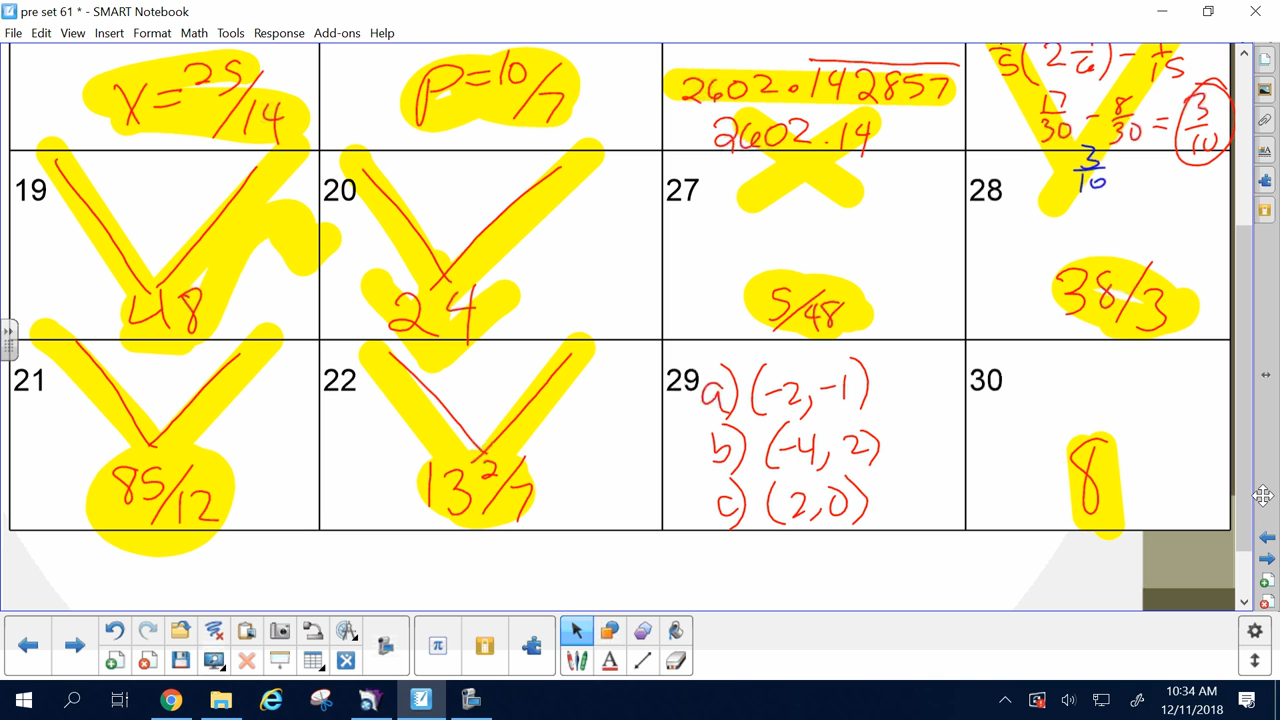 pre set 61 * - SMART Notebook
File Edit View Insert Format Math Tools Response Add-ons Help
x = 25/14
p = 10/7
2602.142857
2602.14
(2 1/6) -
17/30 - 8/30 = 3/10
3/10
19
48
20
24
27
5/48
28
38/3
21
85/12
22
13 2/7
29
a) (-2, -1)
b) (-4, 2)
c) (2, 0)
30
8
10:34 AM
12/11/2018